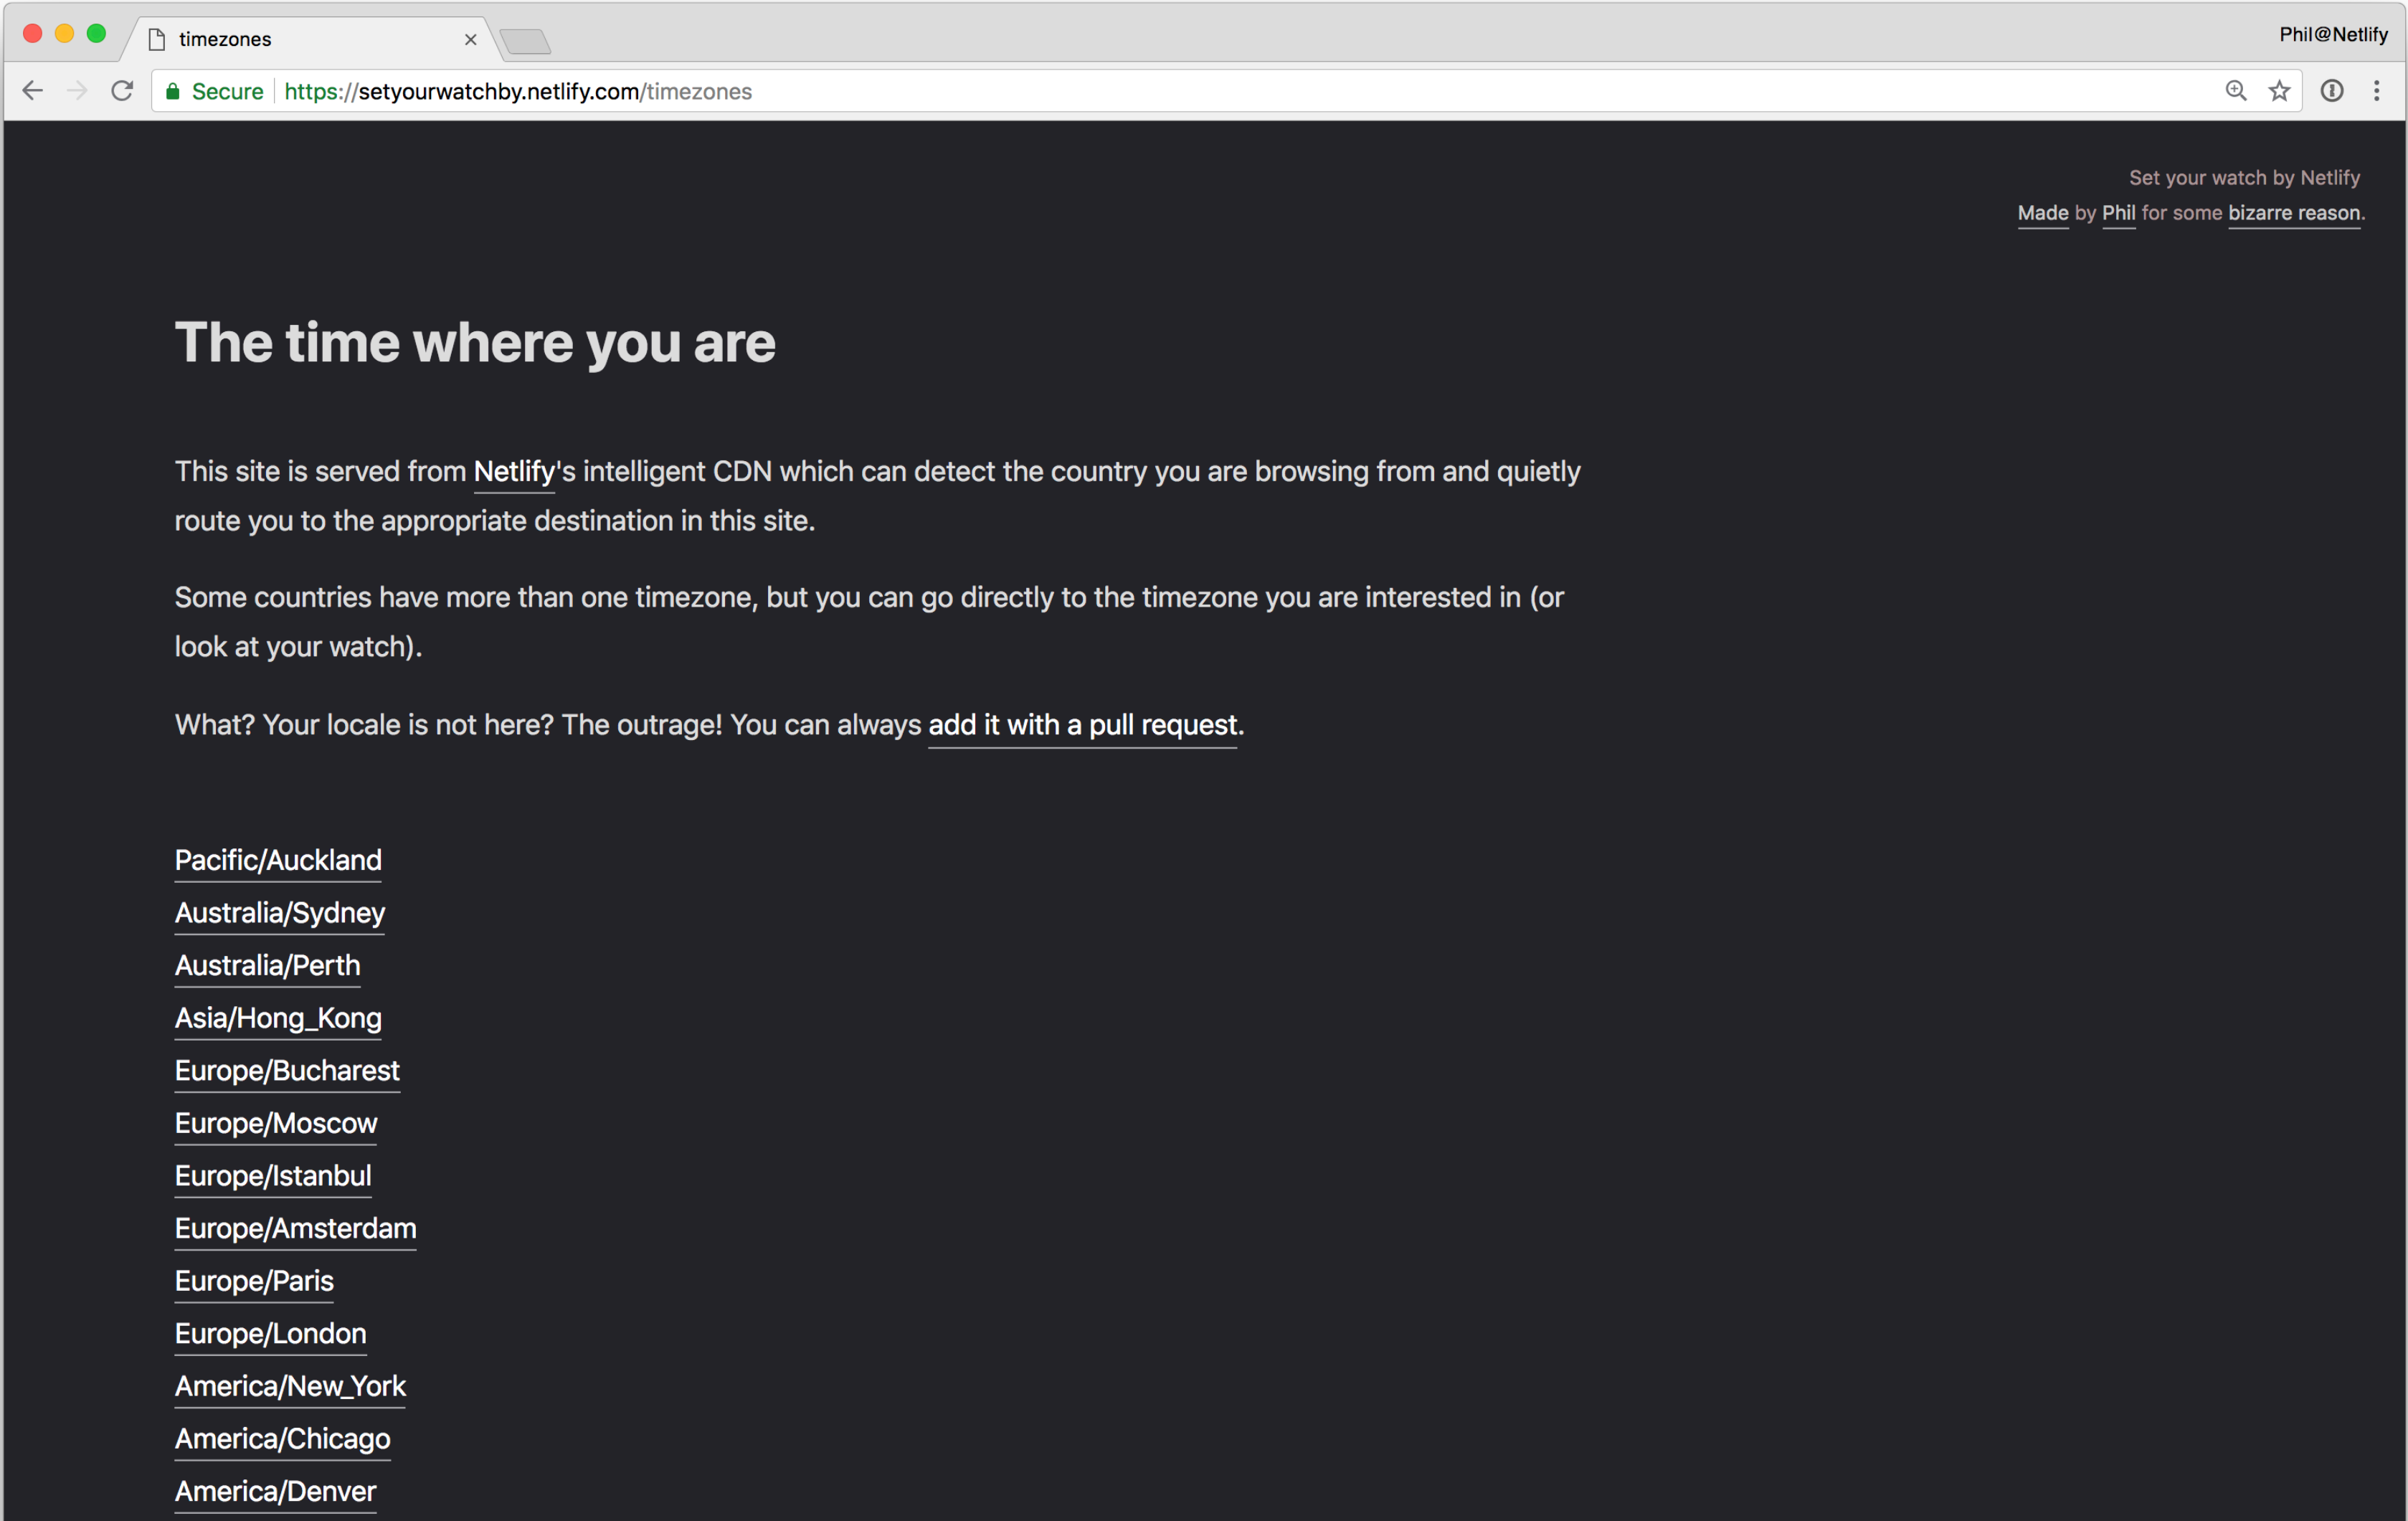 timezones
Phil@Netlify
Secure https://setyourwatchby.netlify.com/timezones
Set your watch by Netlify
Made by Phil for some bizarre reason.
The time where you are
This site is served from Netlify's intelligent CDN which can detect the country you are browsing from and quietly
route you to the appropriate destination in this site.
Some countries have more than one timezone, but you can go directly to the timezone you are interested in (or
look at your watch).
What? Your locale is not here? The outrage! You can always add it with a pull request.
Pacific/Auckland
Australia/Sydney
Australia/Perth
Asia/Hong_Kong
Europe/Bucharest
Europe/Moscow
Europe/Istanbul
Europe/Amsterdam
Europe/Paris
Europe/London
America/New_York
America/Chicago
America/Denver